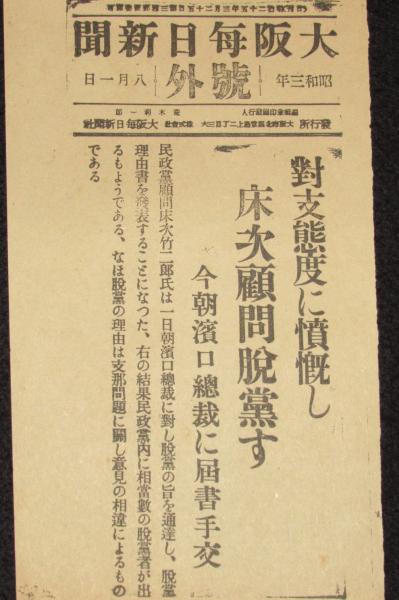 大阪每日新聞
昭和三年
號外
八月一日
發行所
大阪每日新聞社
對支態度に憤慨し
床次顧問脫黨す
今朝濱口總裁に屆書手交
民政黨顧問床次竹二郎氏は一日朝濱口總裁に對し脫黨の旨を通達し、脫黨
理由書を發表することになつた、右の結果民政黨內に相當數の脫黨者が出
るもようである、なほ脫黨の理由は支那問題に關し意見の相違によるもの
である